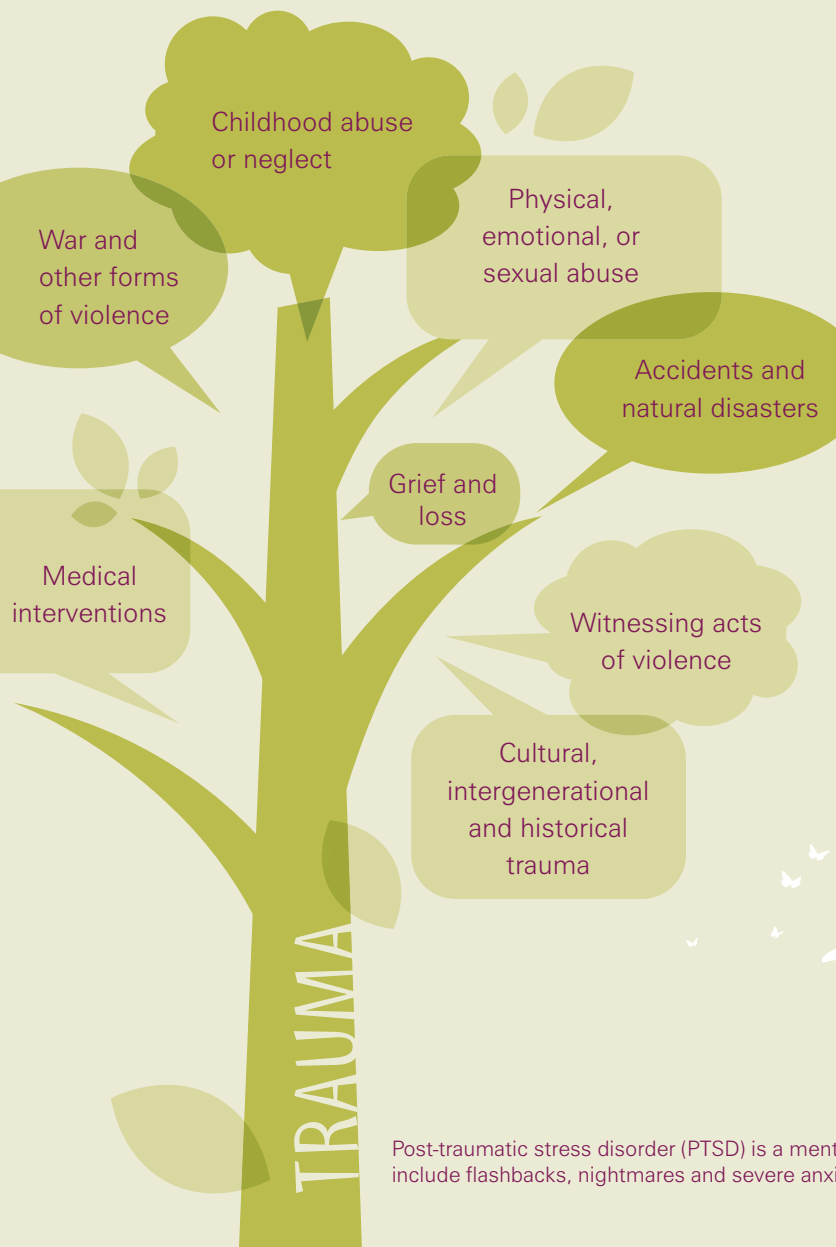 Childhood abuse
or neglect
War and
other forms
of violence
Physical,
emotional, or
sexual abuse
Accidents and
natural disasters
Grief and
loss
Medical
interventions
Witnessing acts
of violence
Cultural,
intergenerational
and historical
trauma
TRAUMA
Post-traumatic stress disorder (PTSD) is a
include flashbacks, nightmares and severe